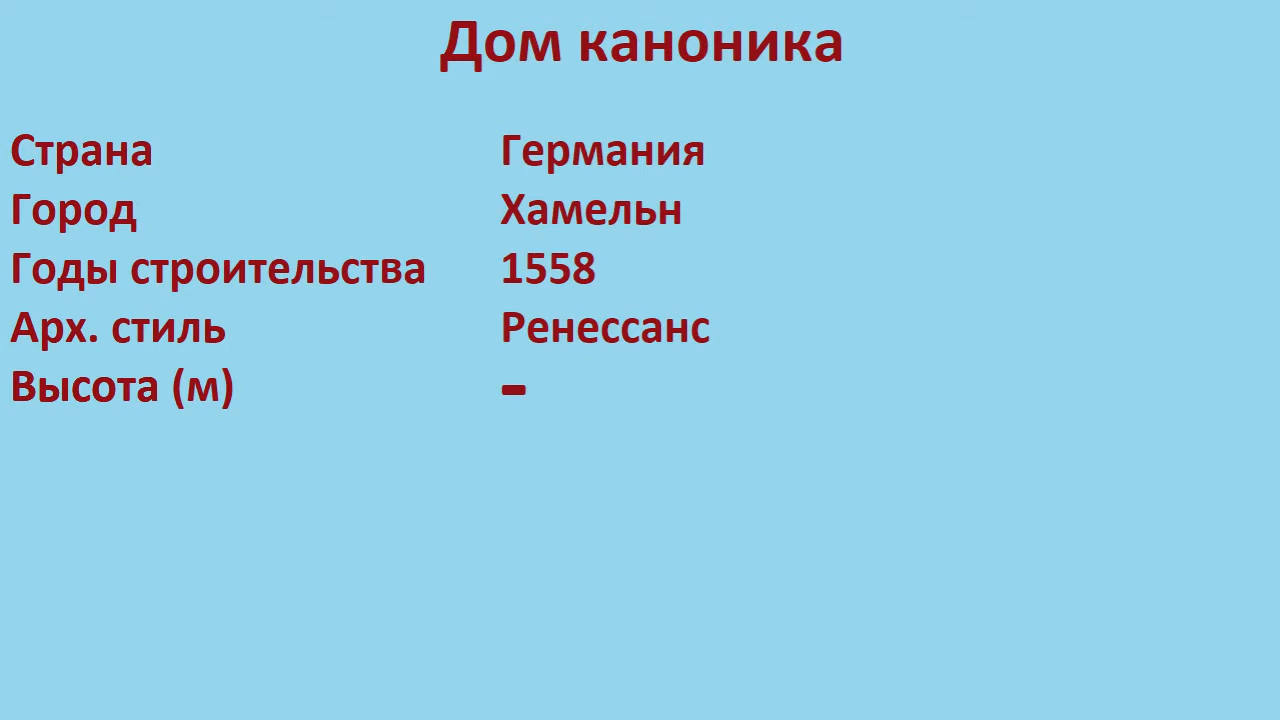 Дом каноника
Страна Германия
Город Хамельн
Годы строительства 1558
Арх. стиль Ренессанс
Высота (м) -